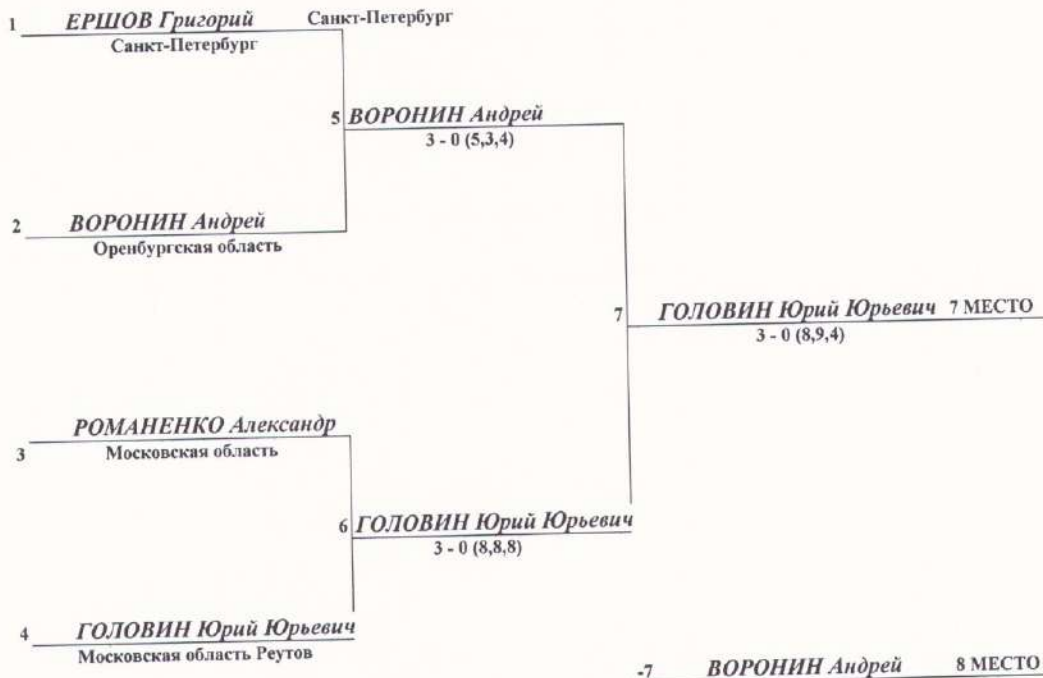 1 ЕРШОВ Григорий Санкт-Петербург
Санкт-Петербург
5 ВОРОНИН Андрей
3 - 0 (5,3,4)
2 ВОРОНИН Андрей
Оренбургская область
7 ГОЛОВИН Юрий Юрьевич 7 МЕСТО
3 - 0 (8,9,4)
3 РОМАНЕНКО Александр
Московская область
6 ГОЛОВИН Юрий Юрьевич
3 - 0 (8,8,8)
4 ГОЛОВИН Юрий Юрьевич
Московская область Реутов
-7 ВОРОНИН Андрей 8 МЕСТО